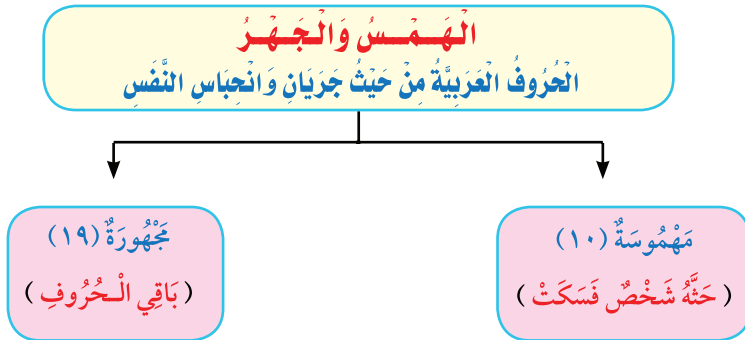 الْهَمْسُ وَالْجَهْرُ
الْحُرُوفُ الْعَرَبِيَّةُ مِنْ حَيْثُ جَرَيَانِ وَانْحِبَاسِ النَّفَسِ
مَهْمُوسَةٌ (١٠)
(حَثَّهُ شَخْصٌ فَسَكَتْ)
مَجْهُورَةٌ (١٩)
(بَاقِي الْحُرُوفِ)